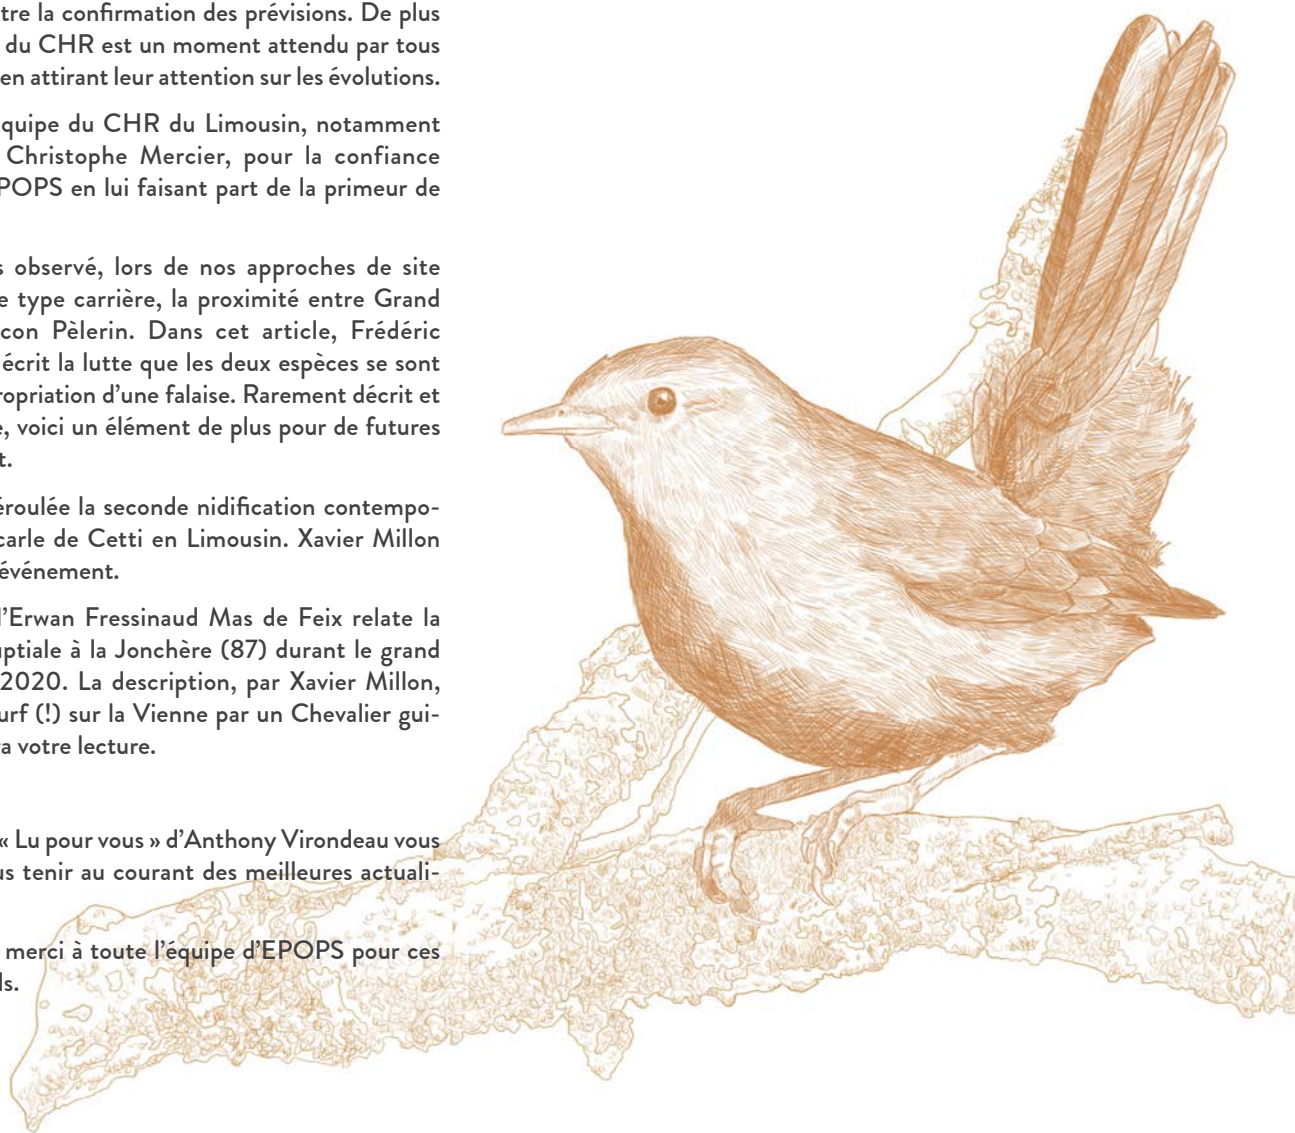 tre la confirmation des prévisions. De plus
du CHR est un moment attendu par tous
en attirant leur attention sur les évolutions.
quipe du CHR du Limousin, notamment
Christophe Mercier, pour la confiance
POPS en lui faisant part de la primeur de
s observé, lors de nos approches de site
e type carrière, la proximité entre Grand
con Pèlerin. Dans cet article, Frédéric
écrit la lutte que les deux espèces se sont
ropriation d'une falaise. Rarement décrit et
e, voici un élément de plus pour de futures
t.
éroulée la seconde nidification contempo-
carle de Cetti en Limousin. Xavier Millon
événement.
d'Erwan Fressinaud Mas de Feix relate la
uptiale à la Jonchère (87) durant le grand
2020. La description, par Xavier Millon,
urf (!) sur la Vienne par un Chevalier gui-
ra votre lecture.
« Lu pour vous » d'Anthony Virondeau vous
us tenir au courant des meilleures actuali-
merci à toute l'équipe d'EPOPS pour ces
ls.